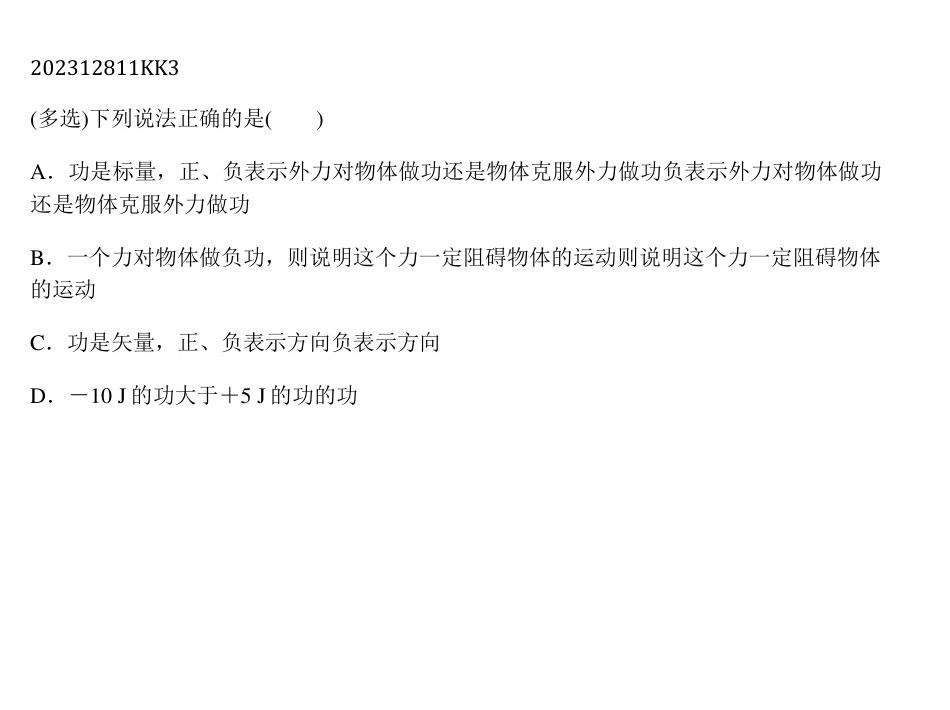 202312811KK3
(多选)下列说法正确的是(　　)
A．功是标量，正、负表示外力对物体做功还是物体克服外力做功负表示外力对物体做功
还是物体克服外力做功
B．一个力对物体做负功，则说明这个力一定阻碍物体的运动则说明这个力一定阻碍物体
的运动
C．功是矢量，正、负表示方向负表示方向
D．－10 J 的功大于＋5 J 的功的功